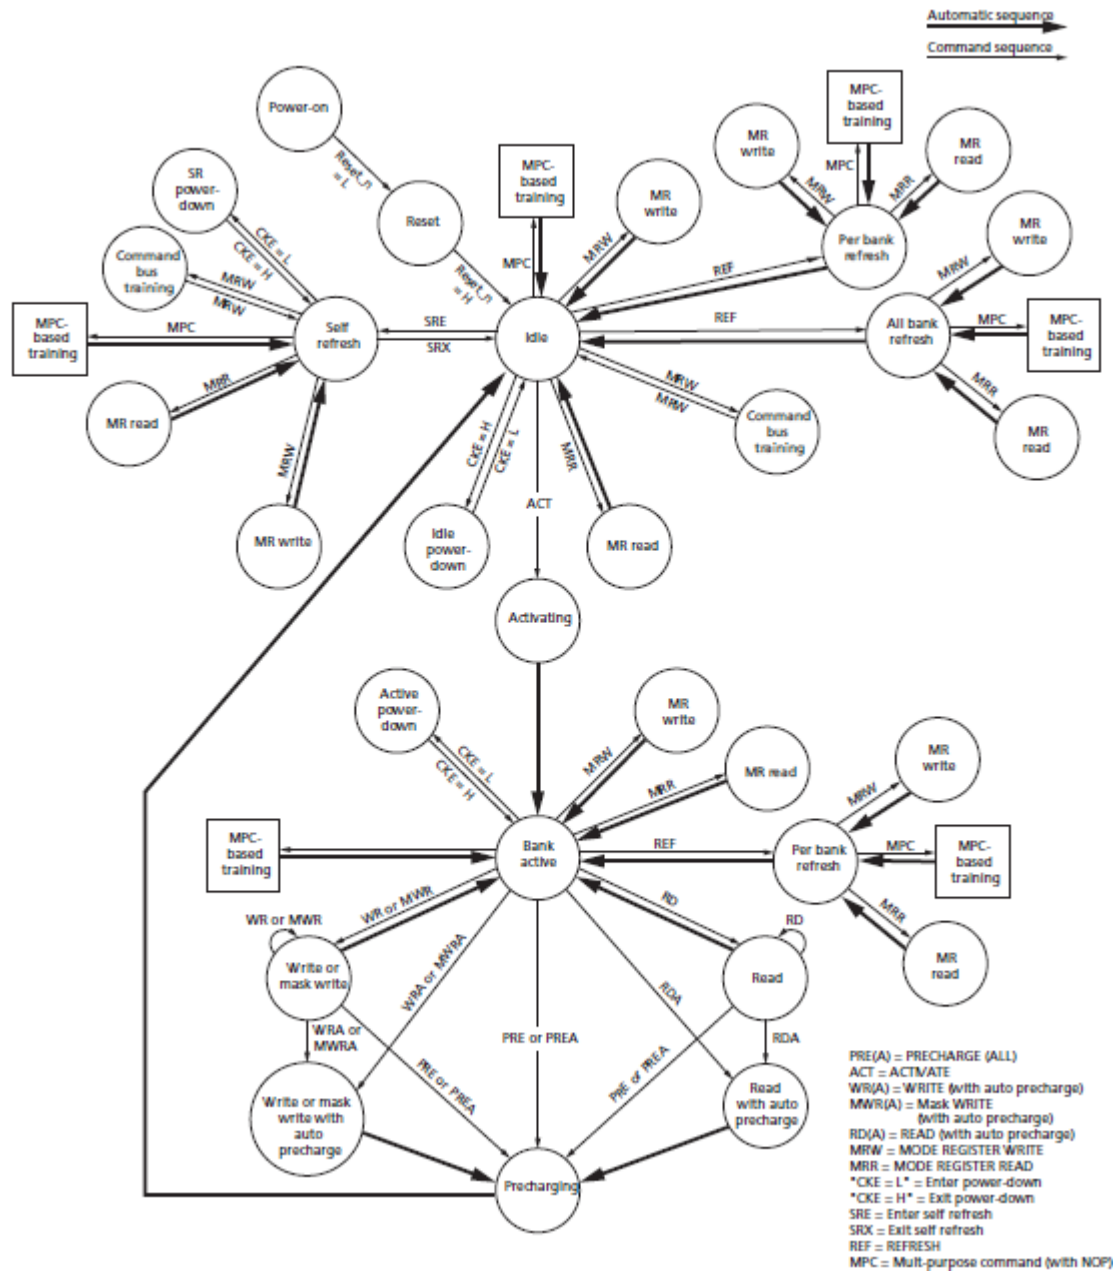 Automatic sequence
Command sequence
Power-on
Reset_n
= L
Reset
Reset_n
= H
SR
power-
down
CKE = L
CKE = H
Command
bus
training
MRW
MRW
MPC-
based
training
MPC
Self
refresh
MRR
MR read
MRW
MR write
SRE
SRX
Idle
MPC-
based
training
MPC
MR
write
MRW
REF
Per bank
refresh
MR
write
MRW
MPC-
based
training
MPC
MR
read
MRR
REF
All bank
refresh
MR
write
MRW
MPC
MPC-
based
training
MRR
MR
read
MRW
MRW
Command
bus
training
CKE = H
CKE = L
Idle
power-
down
ACT
MRR
MR read
Activating
Active
power-
down
CKE = L
CKE = H
MR
write
MRW
MR read
MRR
MPC-
based
training
Bank
active
REF
Per bank
refresh
MR
write
MRW
MPC
MPC-
based
training
MRR
MR
read
WR or MWR
WR or MWR
Write or
mask write
WRA or MWRA
WRA or
MWRA
PRE or PREA
PRE or PREA
RD
RD
Read
RDA
RDA
PRE or PREA
Write or mask
write with
auto
precharge
Read
with auto
precharge
Precharging
PRE(A) = PRECHARGE (ALL)
ACT = ACTIVATE
WR(A) = WRITE (with auto precharge)
MWR(A) = Mask WRITE
(with auto precharge)
RD(A) = READ (with auto precharge)
MRW = MODE REGISTER WRITE
MRR = MODE REGISTER READ
"CKE = L" = Enter power-down
"CKE = H" = Exit power-down
SRE = Enter self refresh
SRX = Exit self refresh
REF = REFRESH
MPC = Mult-purpose command (with NOP)